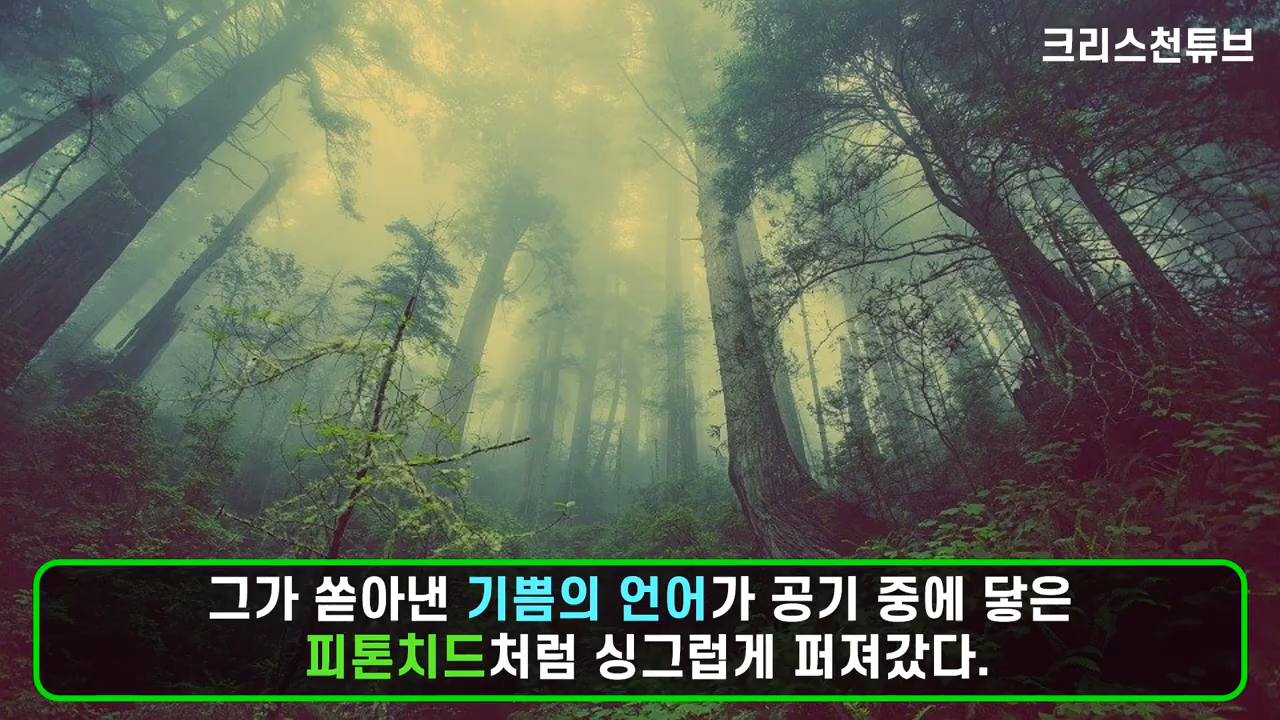 크리스천튜브
그가 쏟아낸 기쁨의 언어가 공기 중에 닿은
피톤치드처럼 싱그럽게 퍼져갔다.